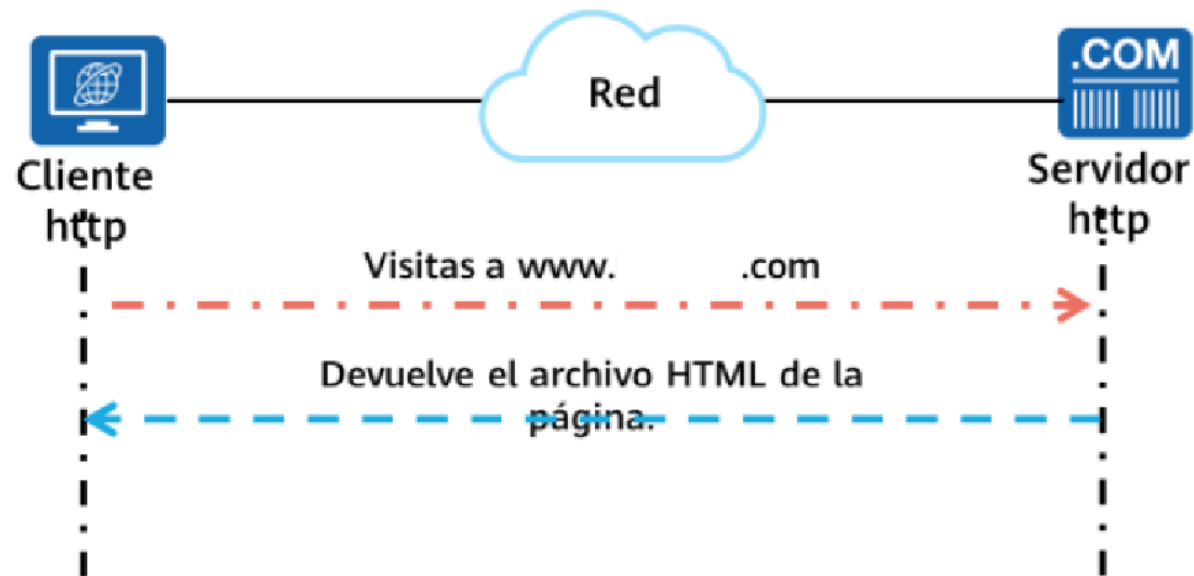 .COM
Red
Cliente
http
Servidor
http
Visitas a www. .com
Devuelve el archivo HTML de la
página.